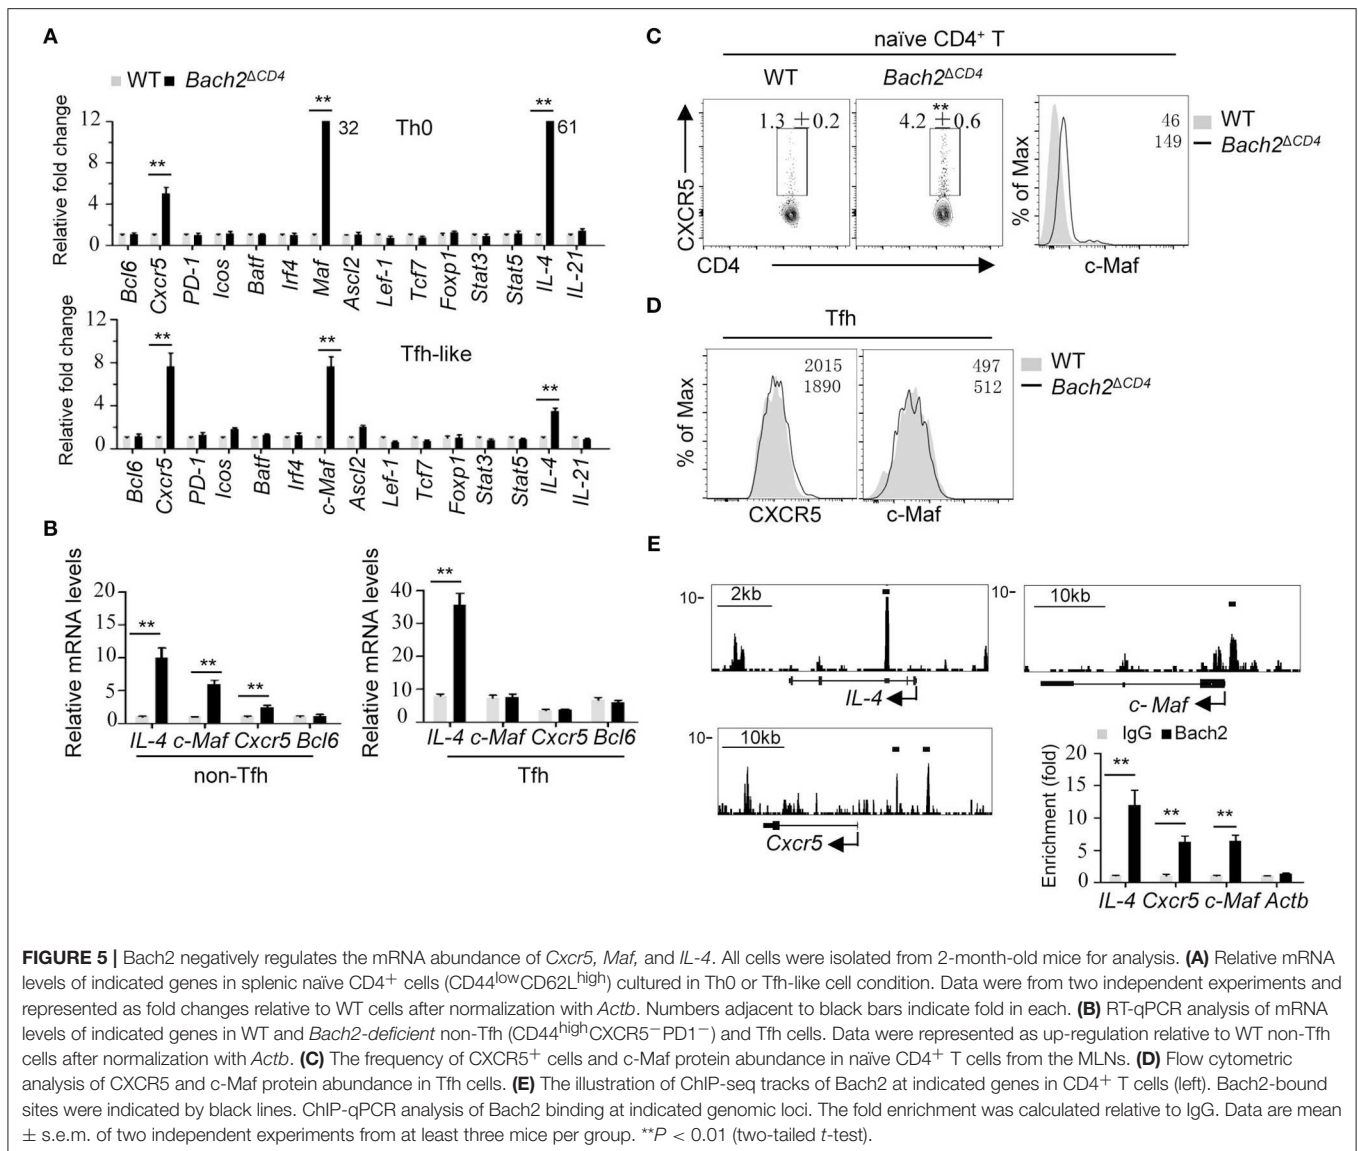 A
WT Bach2ΔCD4
Relative fold change
12
8
4
0
**
**
32
Th0
**
61
Bcl6 Cxcr5 PD-1 Icos Batf Irf4 Maf Ascl2 Lef-1 Tcf7 Foxp1 Stat3 Stat5 IL-4 IL-21
Relative fold change
12
8
4
0
**
**
Tfh-like
**
Bcl6 Cxcr5 PD-1 Icos Batf Irf4 c-Maf Ascl2 Lef-1 Tcf7 Foxp1 Stat3 Stat5 IL-4 IL-21
B
Relative mRNA levels
20
15
10
5
0
**
**
**
IL-4 c-Maf Cxcr5 Bcl6
non-Tfh
Relative mRNA levels
40
30
20
10
0
**
IL-4 c-Maf Cxcr5 Bcl6
Tfh
C
naïve CD4+ T
WT Bach2ΔCD4
1.3 ±0.2
**
4.2 ±0.6
CXCR5
CD4
% of Max
46 WT
149 Bach2ΔCD4
c-Maf
D
Tfh
% of Max
2015
1890
CXCR5
497 WT
512 Bach2ΔCD4
c-Maf
E
10-
2kb
IL-4
10-
10kb
c-Maf
10-
10kb
Cxcr5
IgG Bach2
Enrichment (fold)
20
15
10
5
0
**
**
**
IL-4 Cxcr5 c-Maf Actb
FIGURE 5 | Bach2 negatively regulates the mRNA abundance of Cxcr5, Maf, and IL-4. All cells were isolated from 2-month-old mice for analysis. (A) Relative mRNA
levels of indicated genes in splenic naïve CD4+ cells (CD44lowCD62Lhigh) cultured in Th0 or Tfh-like cell condition. Data were from two independent experiments and
represented as fold changes relative to WT cells after normalization with Actb. Numbers adjacent to black bars indicate fold in each. (B) RT-qPCR analysis of mRNA
levels of indicated genes in WT and Bach2-deficient non-Tfh (CD44highCXCR5−PD1−) and Tfh cells. Data were represented as up-regulation relative to WT non-Tfh
cells after normalization with Actb. (C) The frequency of CXCR5+ cells and c-Maf protein abundance in naïve CD4+ T cells from the MLNs. (D) Flow cytometric
analysis of CXCR5 and c-Maf protein abundance in Tfh cells. (E) The illustration of ChIP-seq tracks of Bach2 at indicated genes in CD4+ T cells (left). Bach2-bound
sites were indicated by black lines. ChIP-qPCR analysis of Bach2 binding at indicated genomic loci. The fold enrichment was calculated relative to IgG. Data are mean
± s.e.m. of two independent experiments from at least three mice per group. **P < 0.01 (two-tailed t-test).